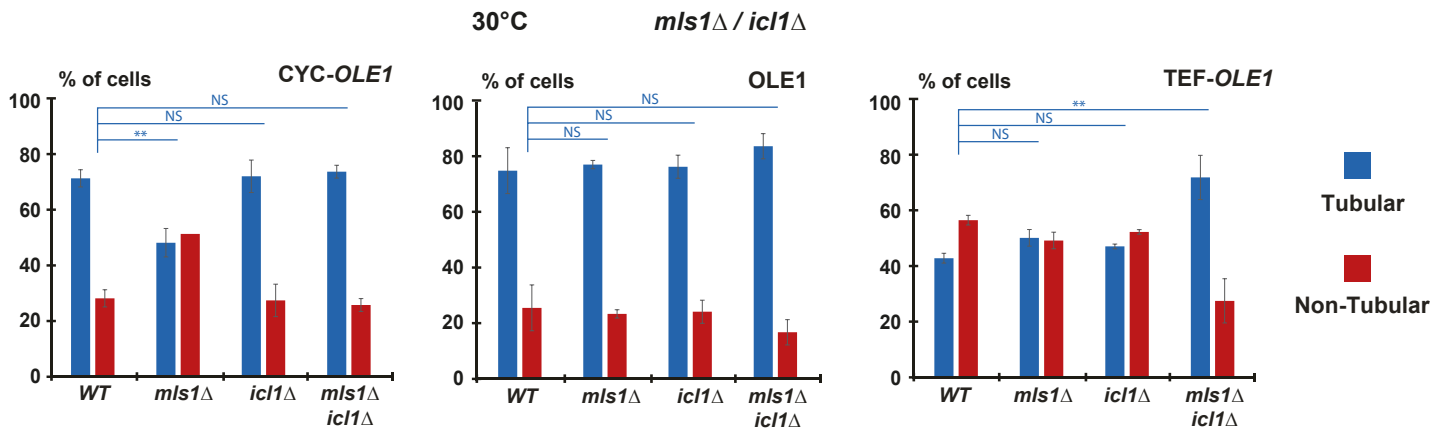 30°C mls1Δ / icl1Δ
% of cells CYC-OLE1
NS
NS
**
100
80
60
40
20
0
WT mls1Δ icl1Δ mls1Δ
icl1Δ
% of cells OLE1
NS
NS
NS
100
80
60
40
20
0
WT mls1Δ icl1Δ mls1Δ
icl1Δ
% of cells TEF-OLE1
**
NS
NS
100
80
60
40
20
0
WT mls1Δ icl1Δ mls1Δ
icl1Δ
Tubular
Non-Tubular